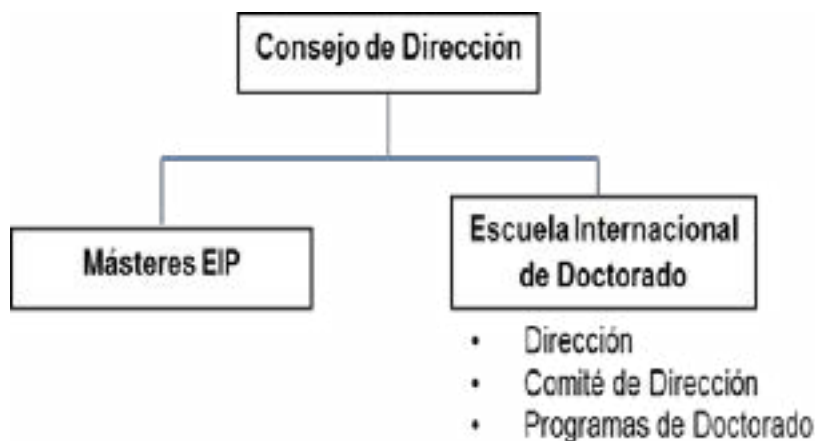 Consejo de Dirección
Másteres EIP
Escuela Internacional
de Doctorado
• Dirección
• Comité de Dirección
• Programas de Doctorado